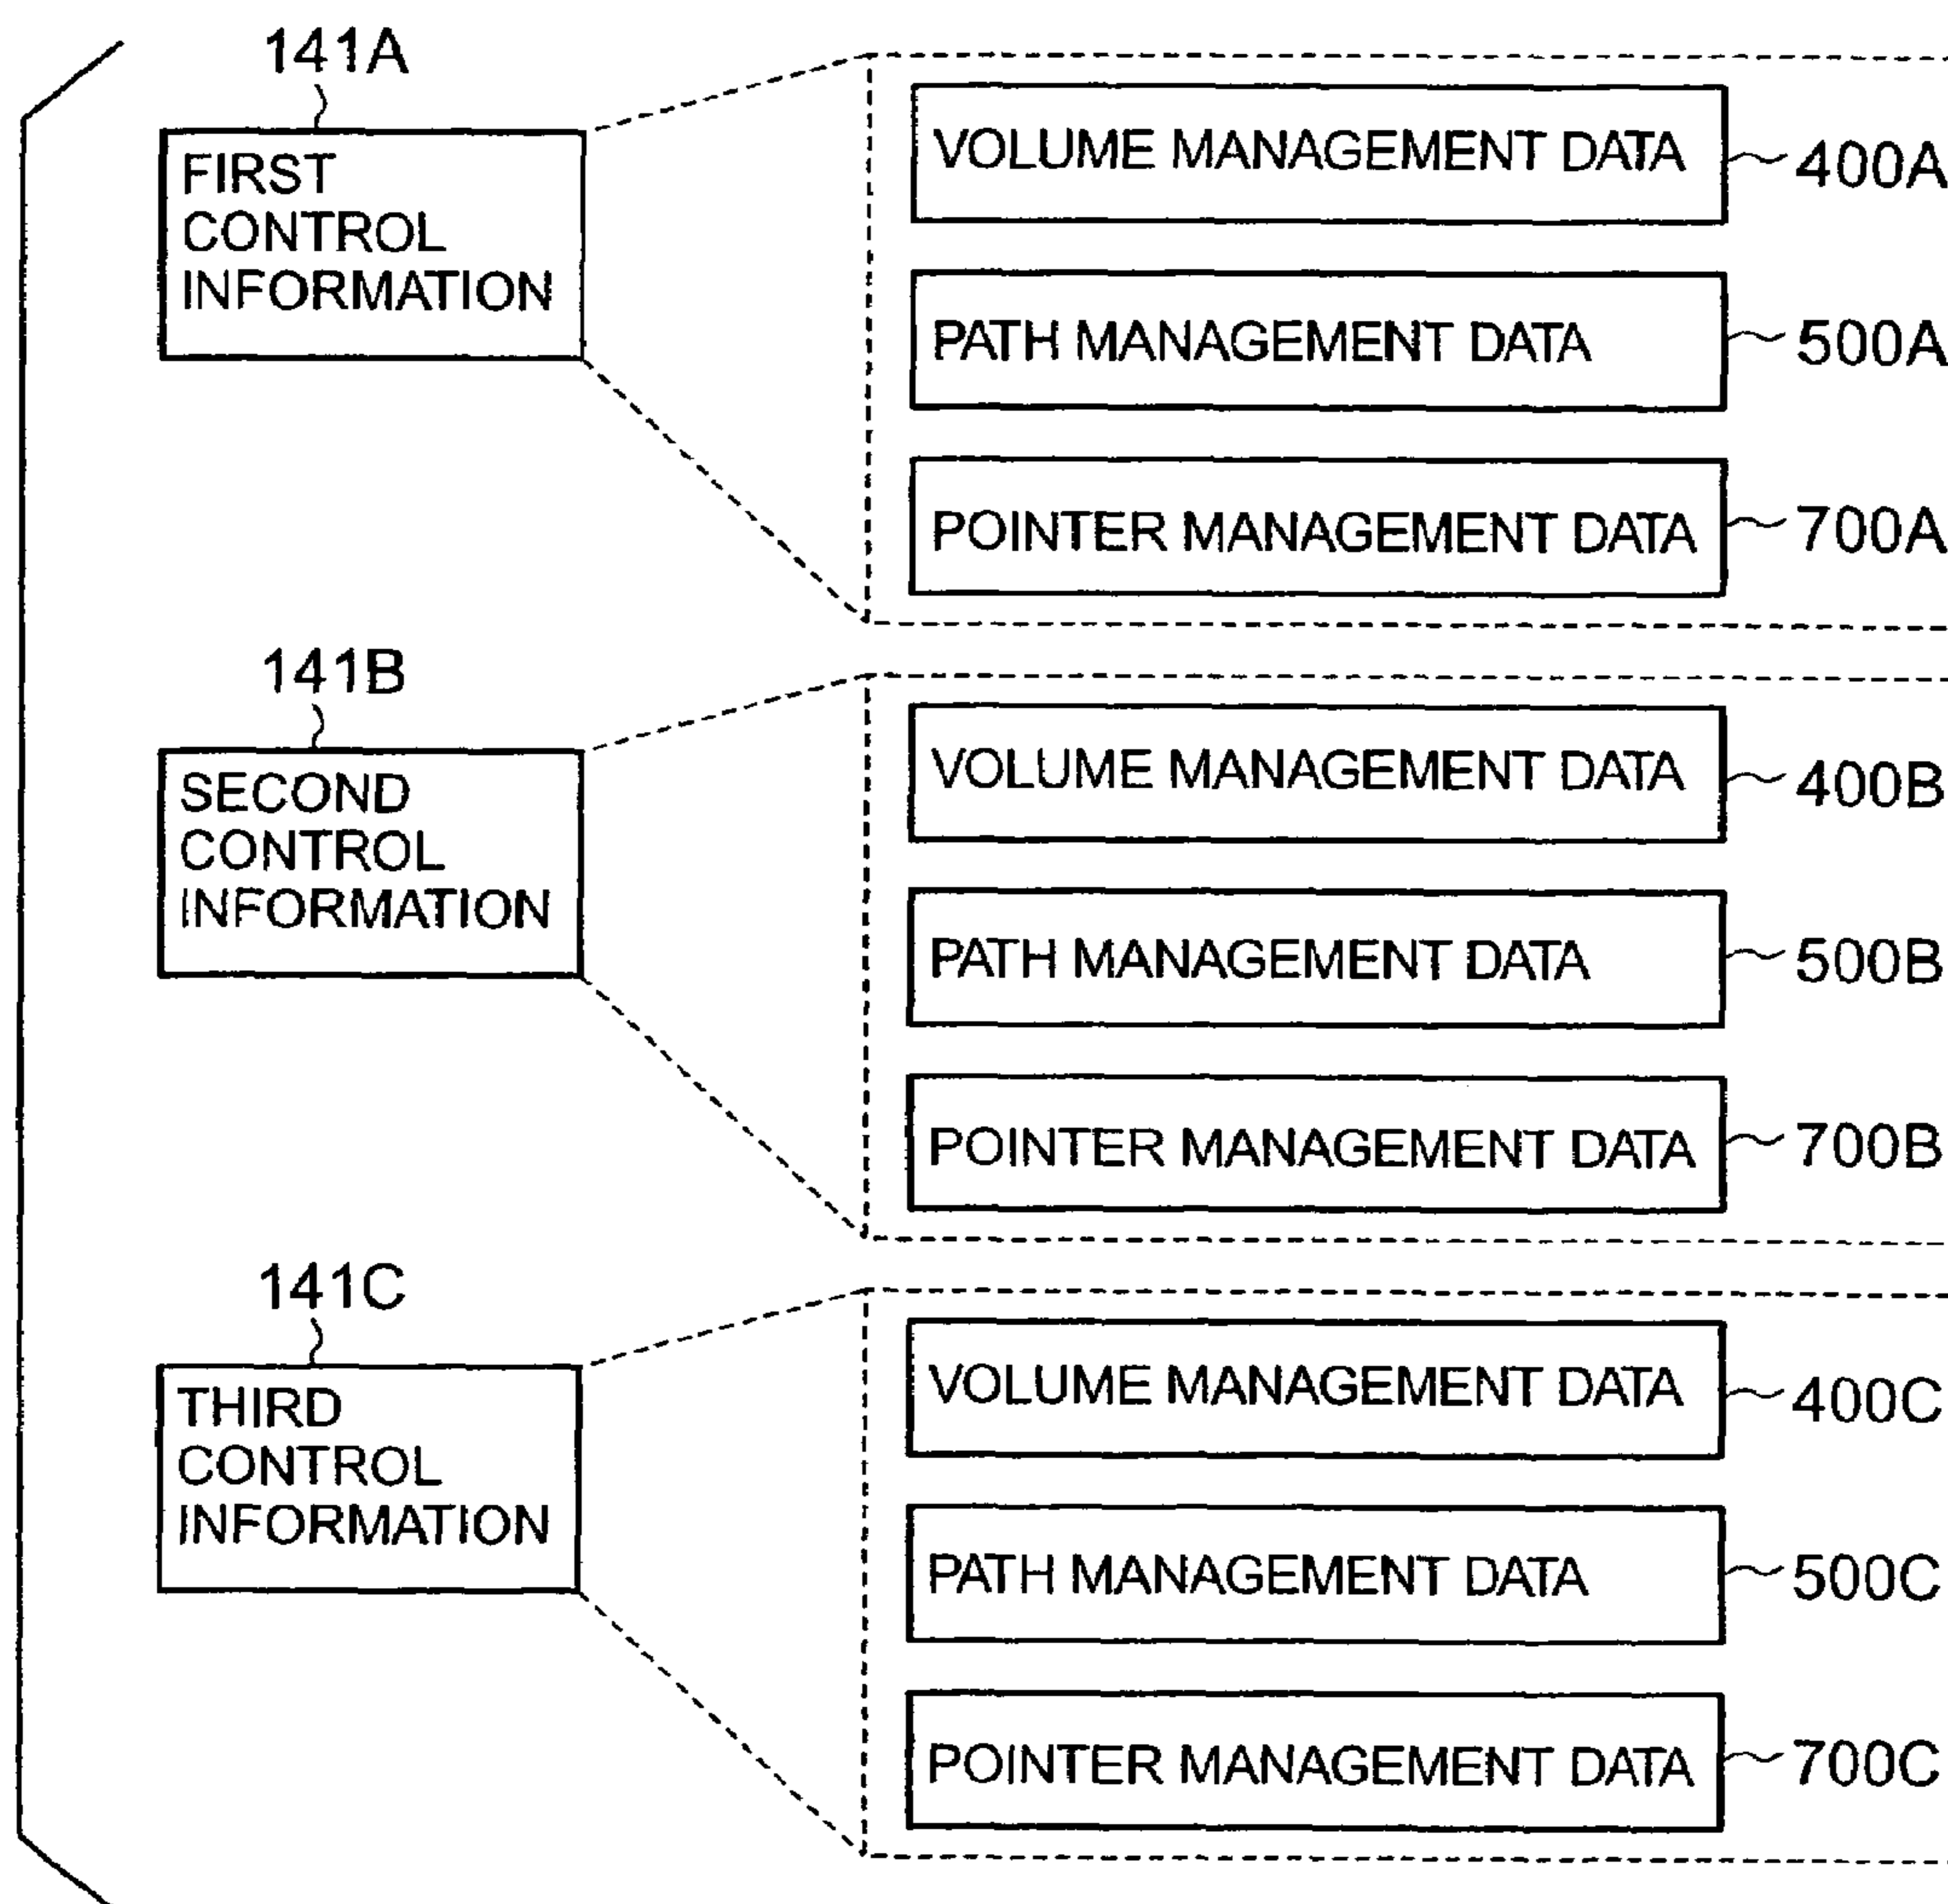 141A
FIRST
CONTROL
INFORMATION
VOLUME MANAGEMENT DATA
400A
PATH MANAGEMENT DATA
500A
POINTER MANAGEMENT DATA
700A
141B
SECOND
CONTROL
INFORMATION
VOLUME MANAGEMENT DATA
400B
PATH MANAGEMENT DATA
500B
POINTER MANAGEMENT DATA
700B
141C
THIRD
CONTROL
INFORMATION
VOLUME MANAGEMENT DATA
400C
PATH MANAGEMENT DATA
500C
POINTER MANAGEMENT DATA
700C